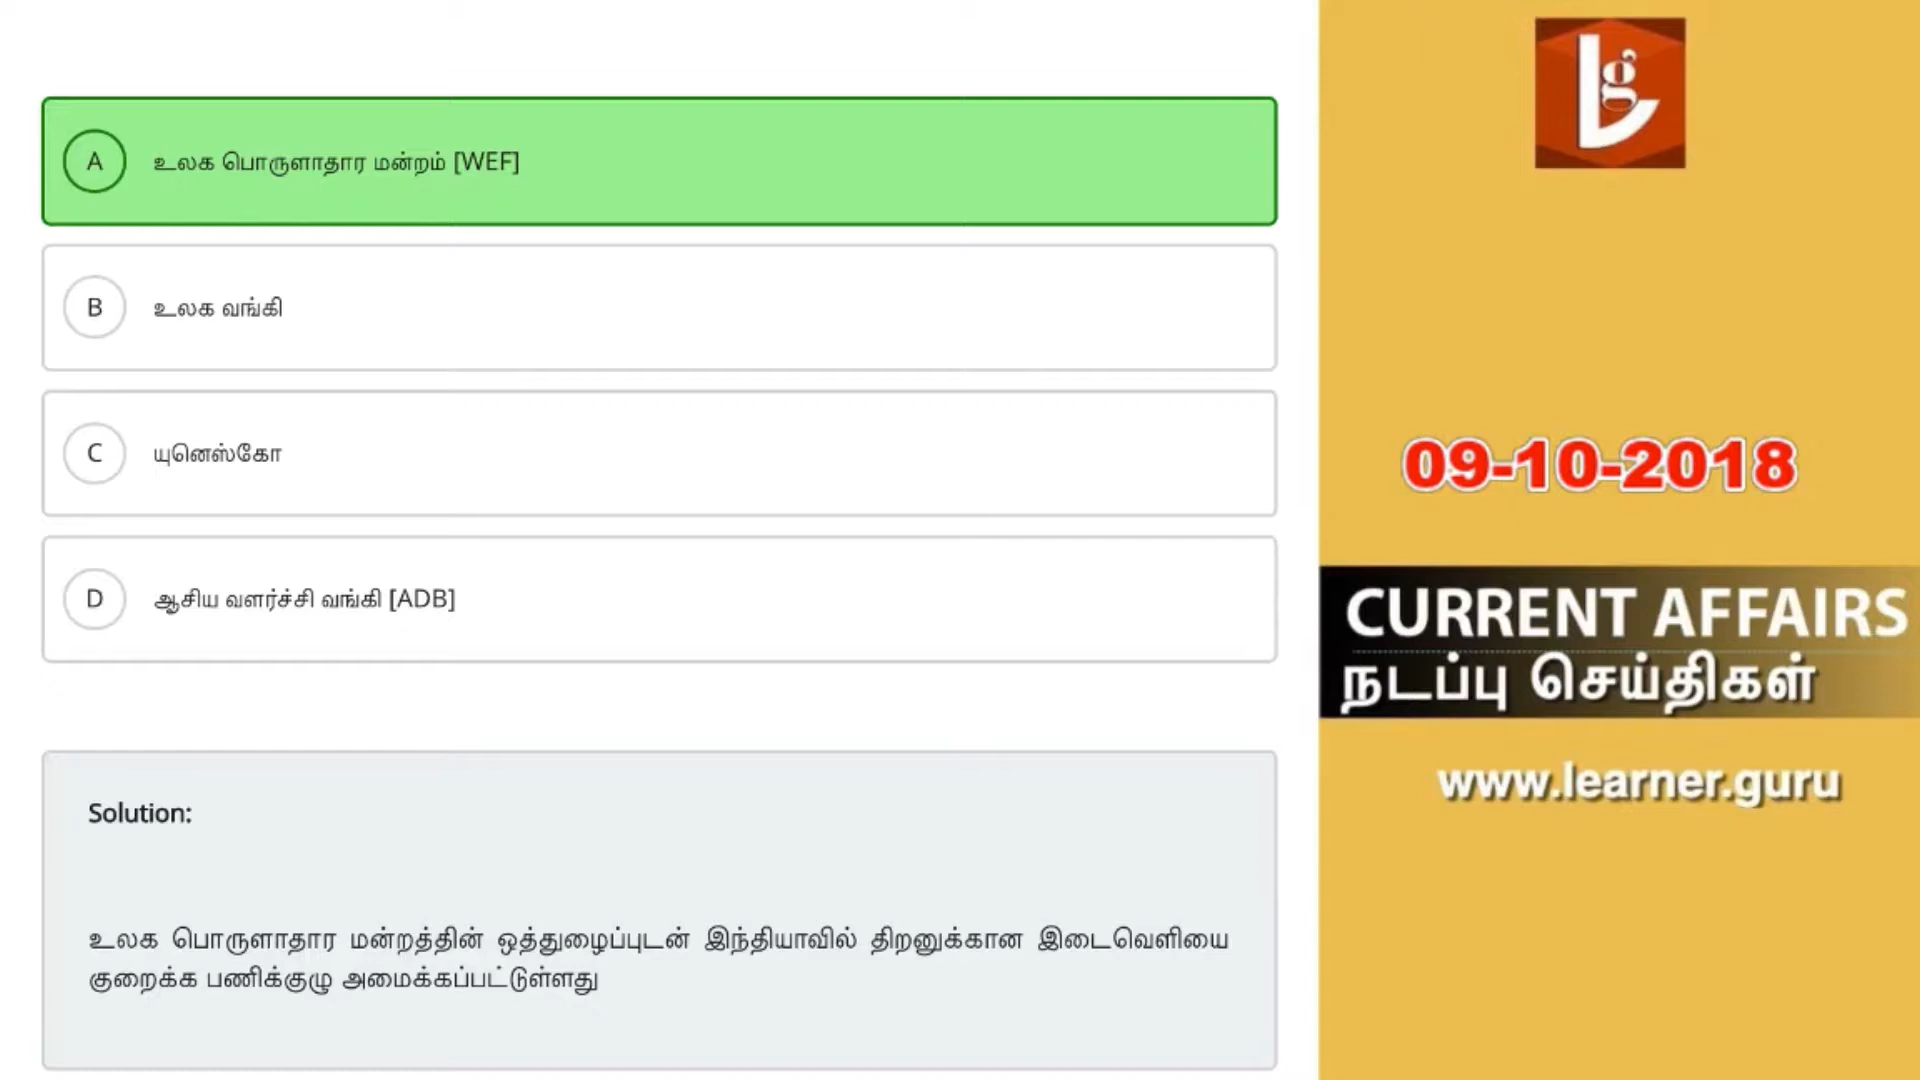 A உலக பொருளாதார மன்றம் [WEF]
B உலக வங்கி
C யுனெஸ்கோ
D ஆசிய வளர்ச்சி வங்கி [ADB]
Solution:
உலக பொருளாதார மன்றத்தின் ஒத்துழைப்புடன் இந்தியாவில் திறனுக்கான இடைவெளியை
குறைக்க பணிக்குழு அமைக்கப்பட்டுள்ளது
Lg
09-10-2018
CURRENT AFFAIRS
நடப்பு செய்திகள்
www.learner.guru